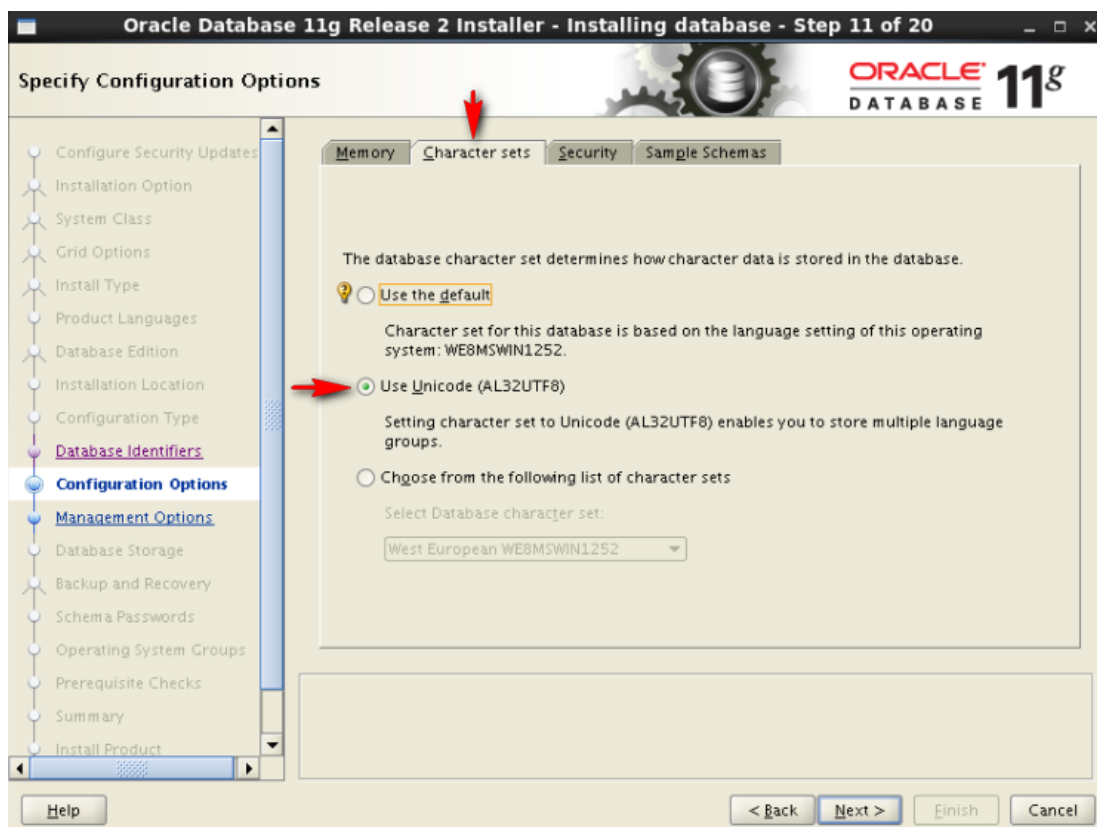 Oracle Database 11g Release 2 Installer - Installing database - Step 11 of 20
Specify Configuration Options
ORACLE
DATABASE
11g
Configure Security Updates
Installation Option
System Class
Grid Options
Install Type
Product Languages
Database Edition
Installation Location
Configuration Type
Database Identifiers
Configuration Options
Management Options
Database Storage
Backup and Recovery
Schema Passwords
Operating System Groups
Prerequisite Checks
Summary
Install Product
Memory
Character sets
Security
Sample Schemas
The database character set determines how character data is stored in the database.
Use the default
Character set for this database is based on the language setting of this operating
system: WE8MSWIN1252.
Use Unicode (AL32UTF8)
Setting character set to Unicode (AL32UTF8) enables you to store multiple language
groups.
Choose from the following list of character sets
Select Database character set:
West European WE8MSWIN1252
Help
< Back
Next >
Finish
Cancel